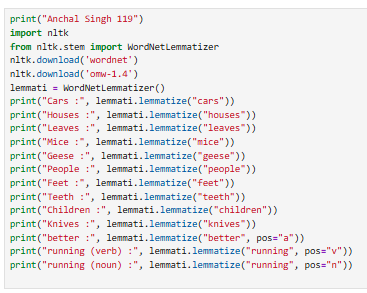 print("Anchal Singh 119")
import nltk
from nltk.stem import WordNetLemmatizer
nltk.download('wordnet')
nltk.download('omw-1.4')
lemmati = WordNetLemmatizer()
print("Cars :", lemmati.lemmatize("cars"))
print("Houses :", lemmati.lemmatize("houses"))
print("Leaves :", lemmati.lemmatize("leaves"))
print("Mice :", lemmati.lemmatize("mice"))
print("Geese :", lemmati.lemmatize("geese"))
print("People :", lemmati.lemmatize("people"))
print("Feet :", lemmati.lemmatize("feet"))
print("Teeth :", lemmati.lemmatize("teeth"))
print("Children :", lemmati.lemmatize("children"))
print("Knives :", lemmati.lemmatize("knives"))
print("better :", lemmati.lemmatize("better", pos="a"))
print("running (verb) :", lemmati.lemmatize("running", pos="v"))
print("running (noun) :", lemmati.lemmatize("running", pos="n"))